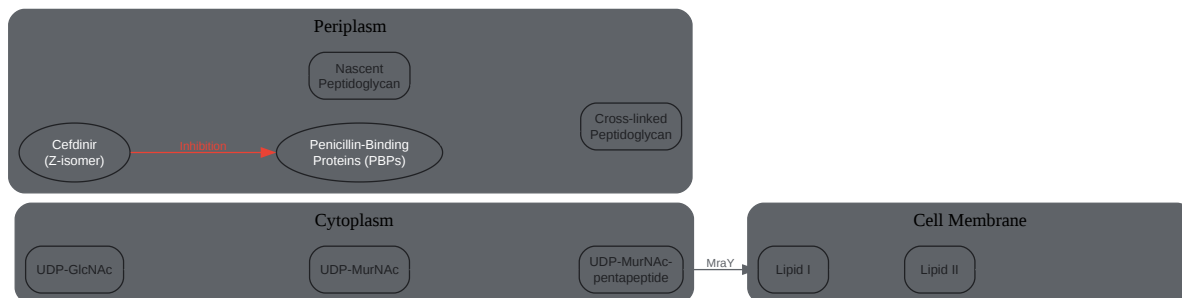 Periplasm
Nascent
Peptidoglycan
Cross-linked
Peptidoglycan
Cefdinir
(Z-isomer)
Inhibition
Penicillin-Binding
Proteins (PBPs)
Cytoplasm
UDP-GlcNAc
UDP-MurNAc
UDP-MurNAc-
pentapeptide
MraY
Cell Membrane
Lipid I
Lipid II